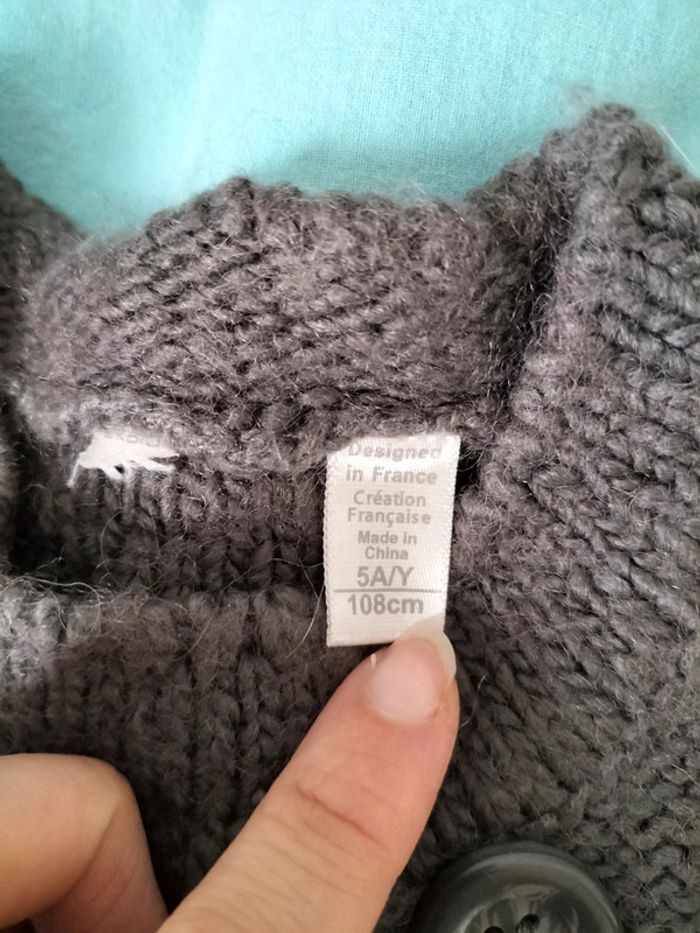 Designed
in France
Création
Française
Made in
China
5A/Y
108cm